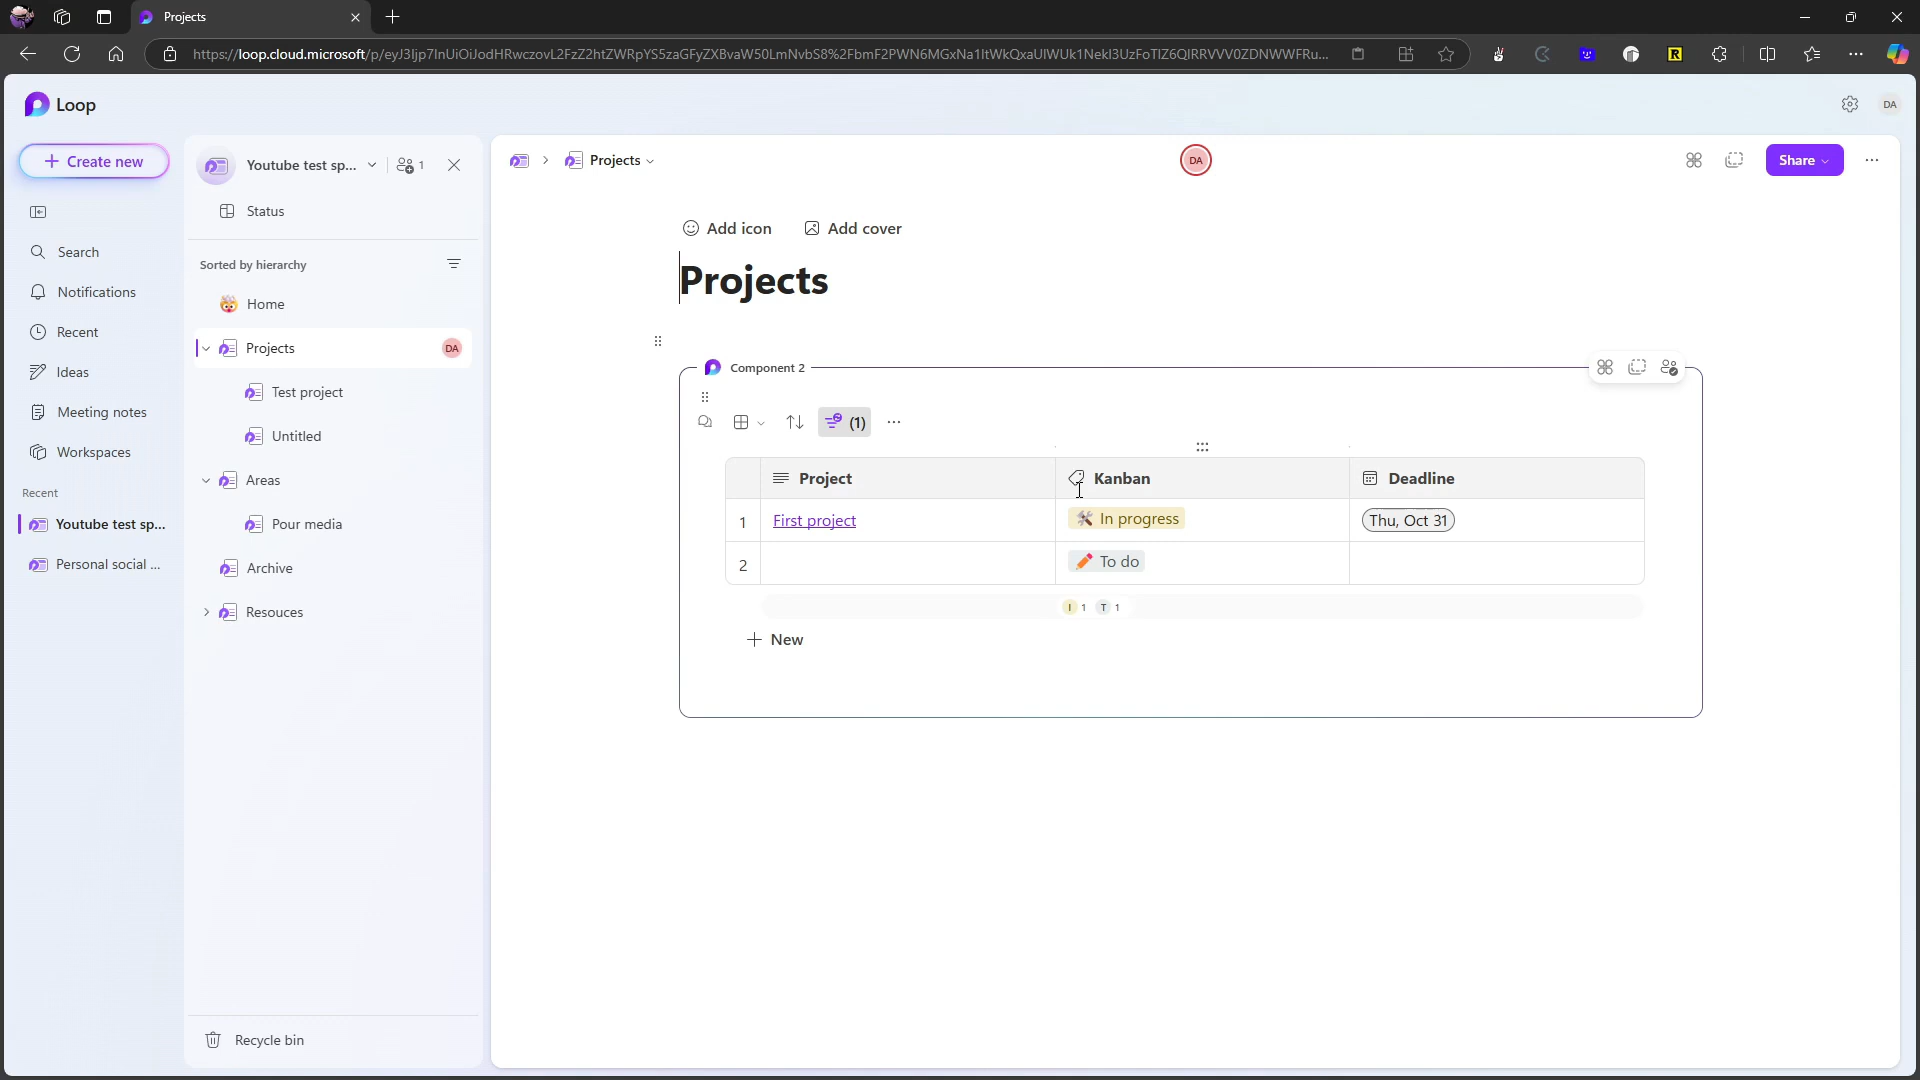 Projects
https://loop.cloud.microsoft/p/eyJ3Ijp7InUiOiJodHRwczovL2FzZ2htZWRpYS5zaGFyZXBvaW50LmNvbS8%2FbmF2PWN6MGxNa1ltWkQxaUlWUk1Nekl3UzFoTlZ6QlRRVV0ZDNWWFRu...
Loop
DA
Create new
Youtube test sp...
1
Projects
DA
Share
Status
Search
Sorted by hierarchy
Add icon
Add cover
Notifications
Home
Projects
Recent
Projects
DA
Ideas
Test project
Component 2
Meeting notes
Untitled
(1)
Workspaces
Areas
Project
Kanban
Deadline
Recent
Youtube test sp...
Pour media
1
First project
In progress
Thu, Oct 31
Personal social ...
Archive
2
To do
Resouces
I 1 T 1
New
Recycle bin